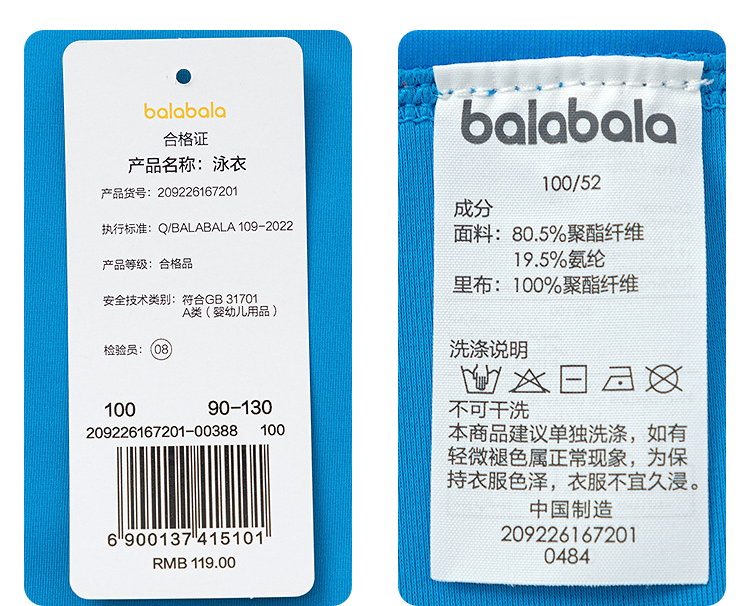 balabala
合格证
产品名称：泳衣
产品货号：209226167201
执行标准：Q/BALABALA 109-2022
产品等级：合格品
安全技术类别：符合GB 31701
A类（婴幼儿用品）
检验员：08
100 90-130
209226167201-00388 100
6 900137 415101
RMB 119.00
balabala
100/52
成分
面料：80.5%聚酯纤维
19.5%氨纶
里布：100%聚酯纤维
洗涤说明
不可干洗
本商品建议单独洗涤，如有
轻微褪色属正常现象，为保
持衣服色泽，衣服不宜久浸。
中国制造
209226167201
0484